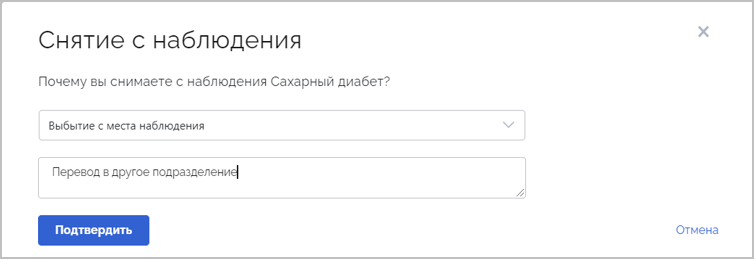 Снятие с наблюдения
Почему вы снимаете с наблюдения Сахарный диабет?
Выбытие с места наблюдения
Перевод в другое подразделение
Подтвердить
Отмена